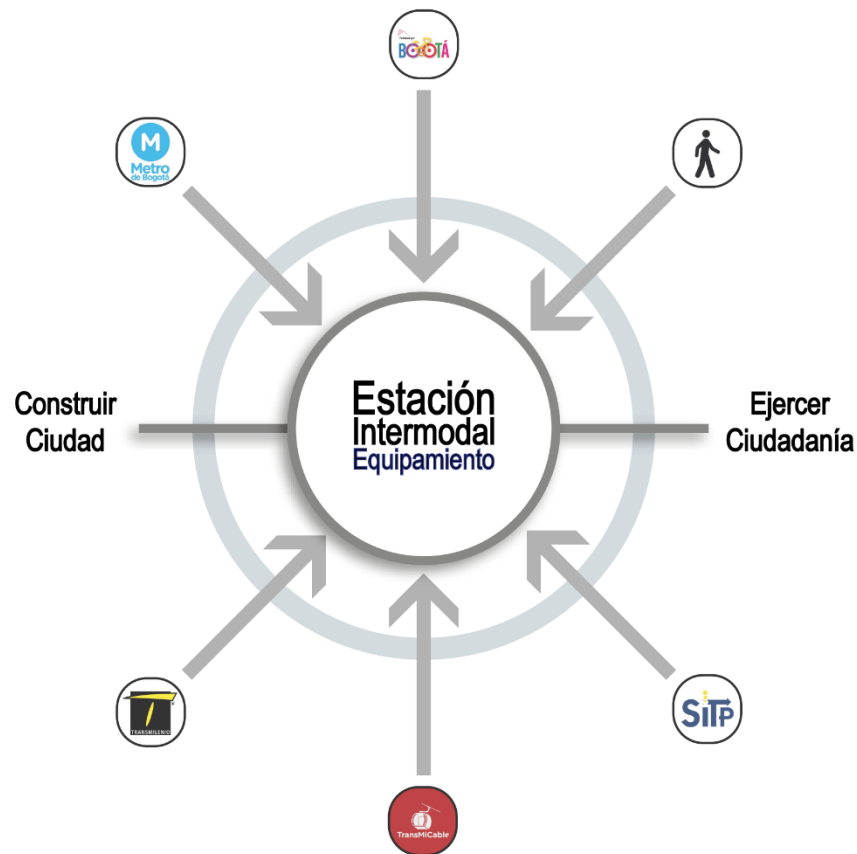 BOGOTÁ
M
Metro
de Bogotá
Construir
Ciudad
Estación
Intermodal
Equipamiento
Ejercer
Ciudadanía
TRANSMILENIO
SiTP
TransMiCable